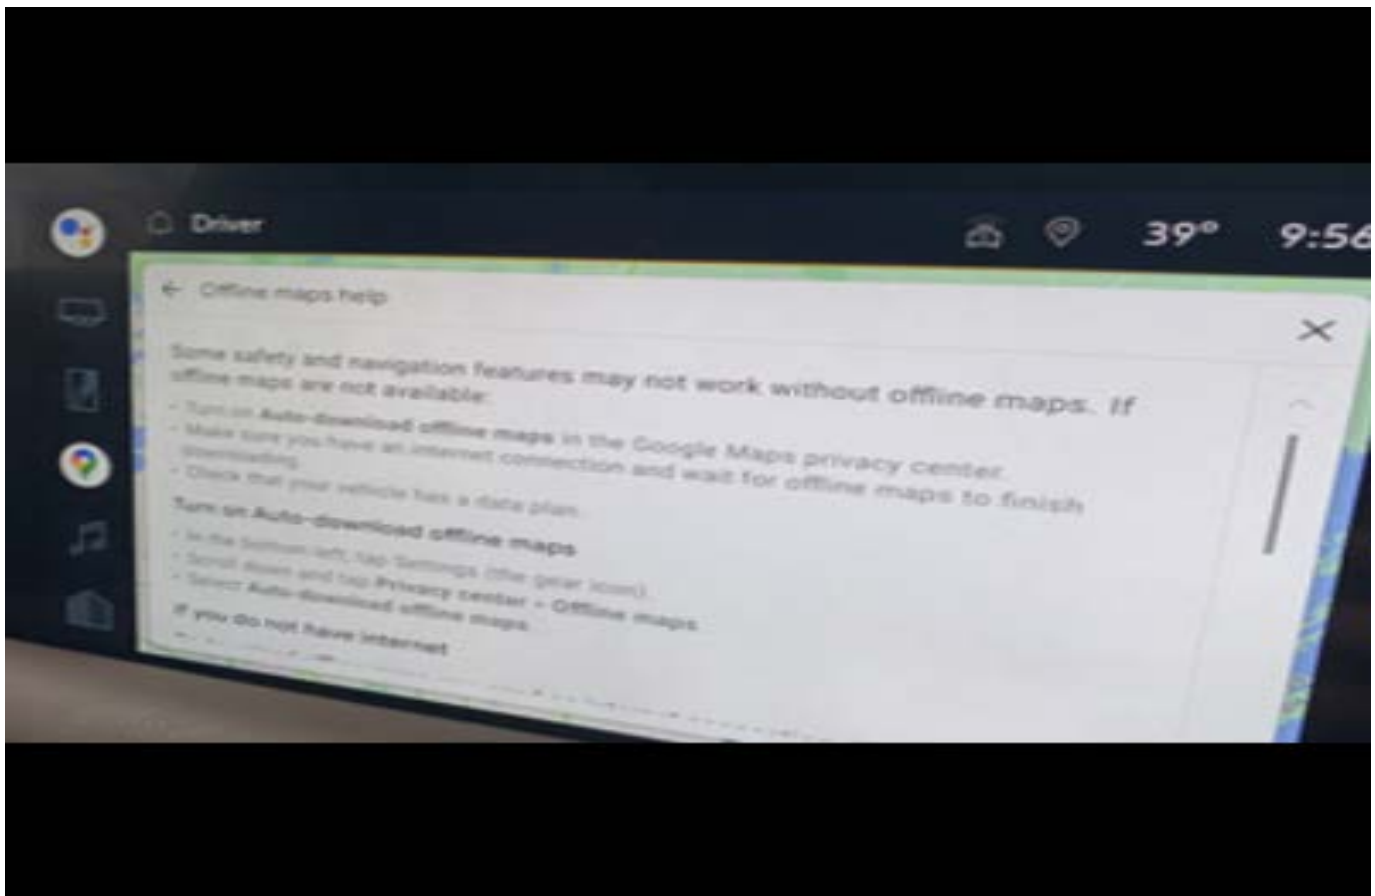 Driver
39°
9:56
Offline maps help
Some safety and navigation features may not work without offline maps. If
offline maps are not available:
• Turn on Auto-download offline maps in the Google Maps privacy center.
• Make sure you have an internet connection and wait for offline maps to finish
downloading.
• Check that your vehicle has a data plan.
Turn on Auto-download offline maps
• In the bottom left, tap Settings (the gear icon).
• Scroll down and tap Privacy center - Offline maps.
• Select Auto-download offline maps.
If you do not have internet